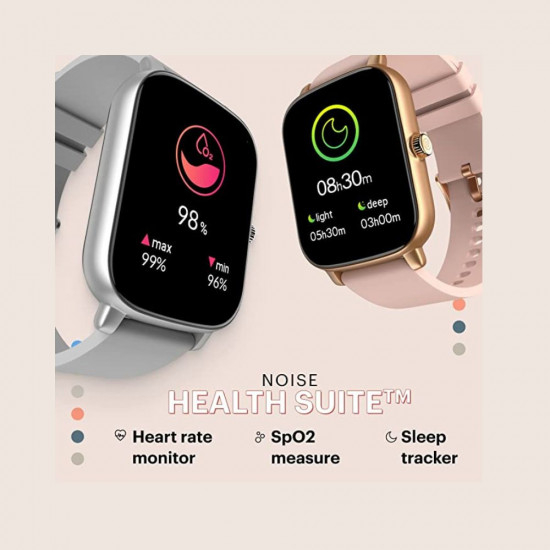 O₂
98%
max
99%
min
96%
08h30m
light
05h30m
deep
03h00m
NOISE
HEALTH SUITE™
Heart rate
monitor
SpO2
measure
Sleep
tracker